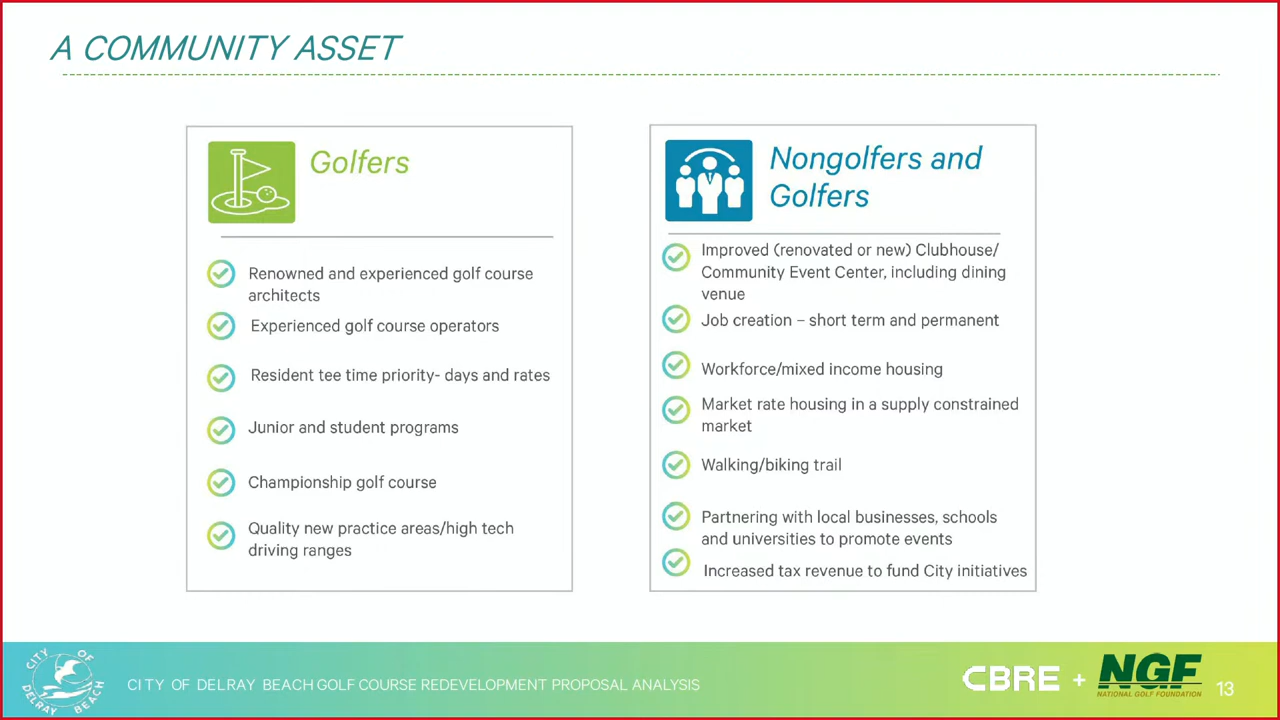 A COMMUNITY ASSET
Golfers
Renowned and experienced golf course
architects
Experienced golf course operators
Resident tee time priority- days and rates
Junior and student programs
Championship golf course
Quality new practice areas/high tech
driving ranges
Nongolfers and
Golfers
Improved (renovated or new) Clubhouse/
Community Event Center, including dining
venue
Job creation – short term and permanent
Workforce/mixed income housing
Market rate housing in a supply constrained
market
Walking/biking trail
Partnering with local businesses, schools
and universities to promote events
Increased tax revenue to fund City initiatives
CITY OF DELRAY BEACH
CITY OF DELRAY BEACH GOLF COURSE REDEVELOPMENT PROPOSAL ANALYSIS
CBRE + NGF
NATIONAL GOLF FOUNDATION
13